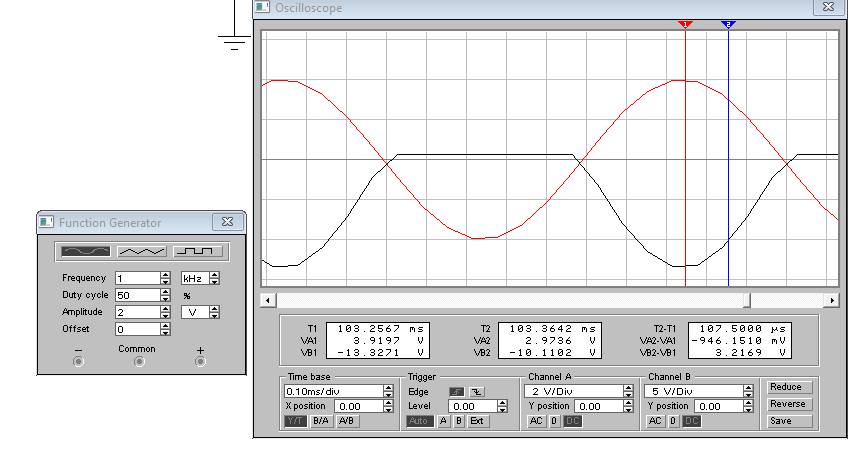 Oscilloscope
1 2
Function Generator
Frequency 1 kHz
Duty cycle 50 %
Amplitude 2 V
Offset 0
− Common +
T1 103.2567 ms T2 103.3642 ms T2-T1 107.5000 µs
VA1 3.9197 V VA2 2.9736 V VA2-VA1 -946.1510 mV
VB1 -13.3271 V VB2 -10.1102 V VB2-VB1 3.2169 V
Time base Trigger Channel A Channel B
0.10ms/div Edge 2 V/Div 5 V/Div Reduce
X position 0.00 Level 0.00 Y position 0.00 Y position 0.00 Reverse
Y/T B/A A/B Auto A B Ext AC 0 DC AC 0 DC Save